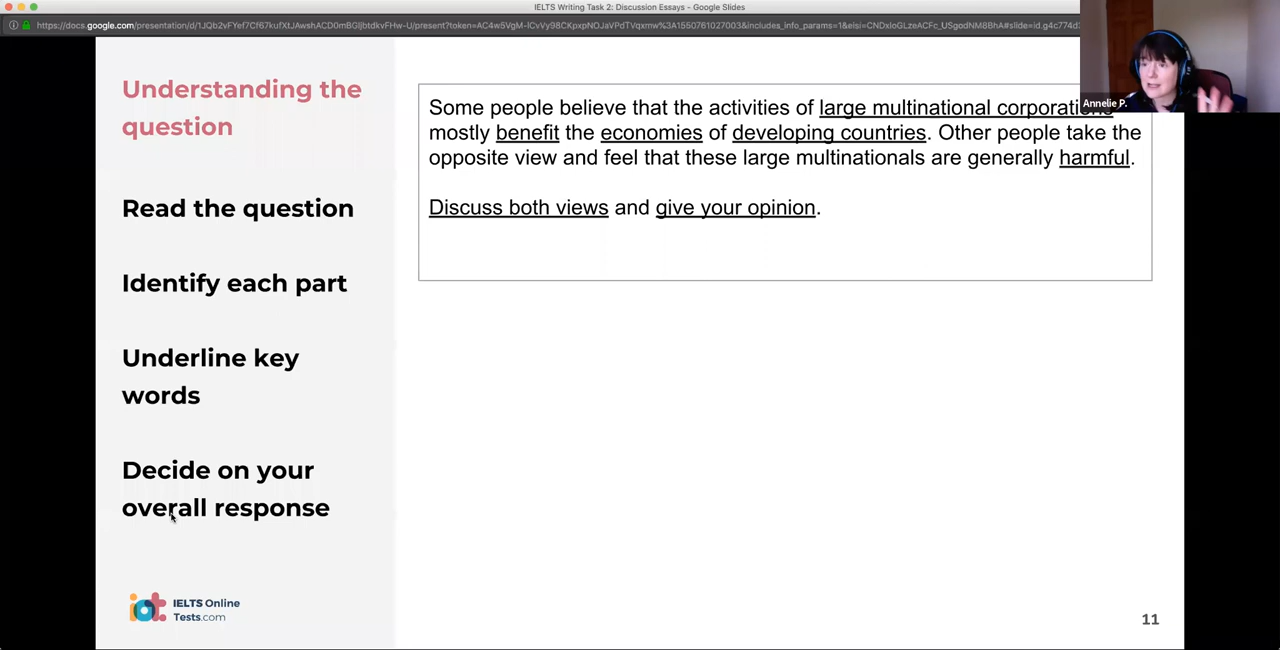 IELTS Writing Task 2: Discussion Essays - Google Slides
Understanding the
question
Read the question
Identify each part
Underline key
words
Decide on your
overall response
Some people believe that the activities of large multinational corporations
mostly benefit the economies of developing countries. Other people take the
opposite view and feel that these large multinationals are generally harmful.
Discuss both views and give your opinion.
Annelie P.
iot IELTS Online
Tests.com
11